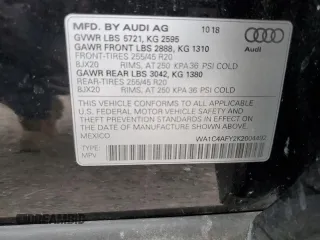 MFD. BY AUDI AG 10 18
GVWR LBS 5721, KG 2595
GAWR FRONT LBS 2888, KG 1310
FRONT-TIRES 255/45 R20
8JX20 RIMS, AT 250 KPA 36 PSI COLD
GAWR REAR LBS 3042, KG 1380
REAR-TIRES 255/45 R20
8JX20 RIMS, AT 250 KPA 36 PSI COLD
Audi
THIS VEHICLE CONFORMS TO ALL APPLICABLE
U.S. FEDERAL MOTOR VEHICLE SAFETY
STANDARDS IN EFFECT ON THE DATE OF
MANUFACTURE SHOWN ABOVE.
MEXICO
TYPE: MPV